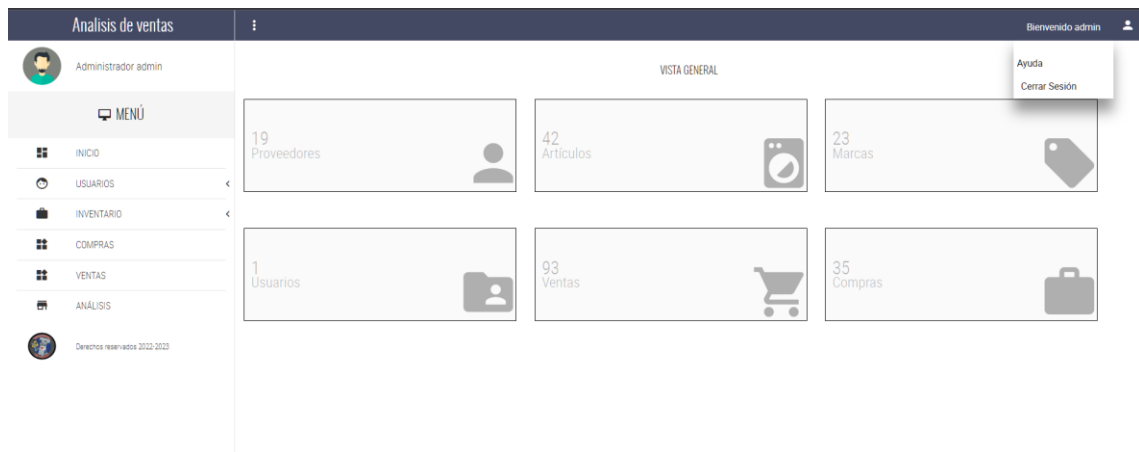 Analisis de ventas
Bienvenido admin
Administrador admin
MENÚ
INICIO
USUARIOS
INVENTARIO
COMPRAS
VENTAS
ANÁLISIS
Derechos reservados 2022-2023
VISTA GENERAL
Ayuda
Cerrar Sesión
19
Proveedores
42
Artículos
23
Marcas
1
Usuarios
93
Ventas
35
Compras